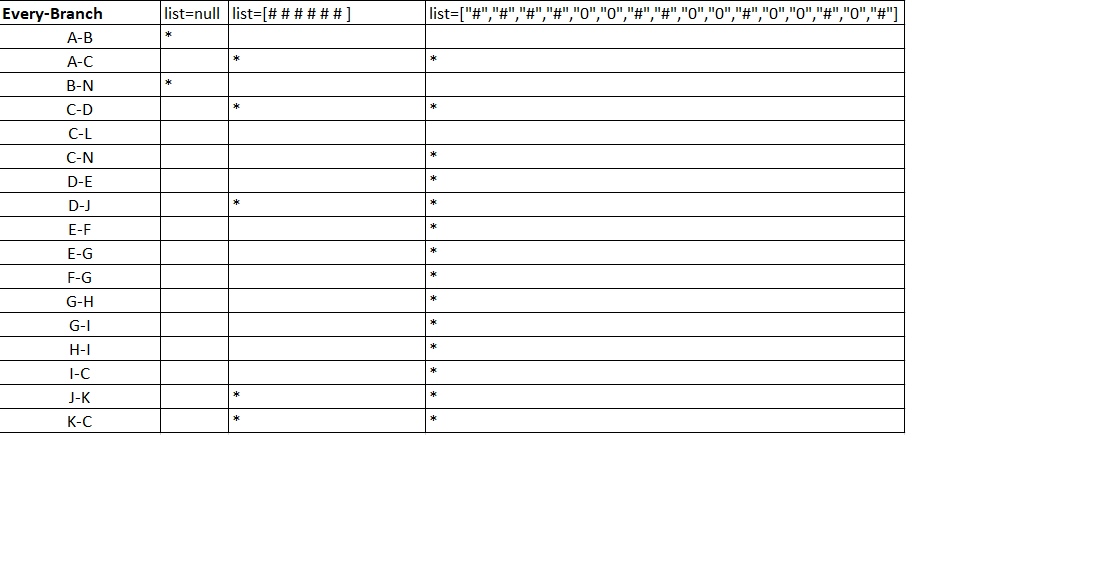 Every-Branch list=null list=[# # # # # # ] list=["#","#","#","#","0","0","#","#","0","0","#","0","0","#","0","#"]
A-B *
A-C * *
B-N *
C-D * *
C-L
C-N *
D-E *
D-J * *
E-F *
E-G *
F-G *
G-H *
G-I *
H-I *
I-C *
J-K * *
K-C * *